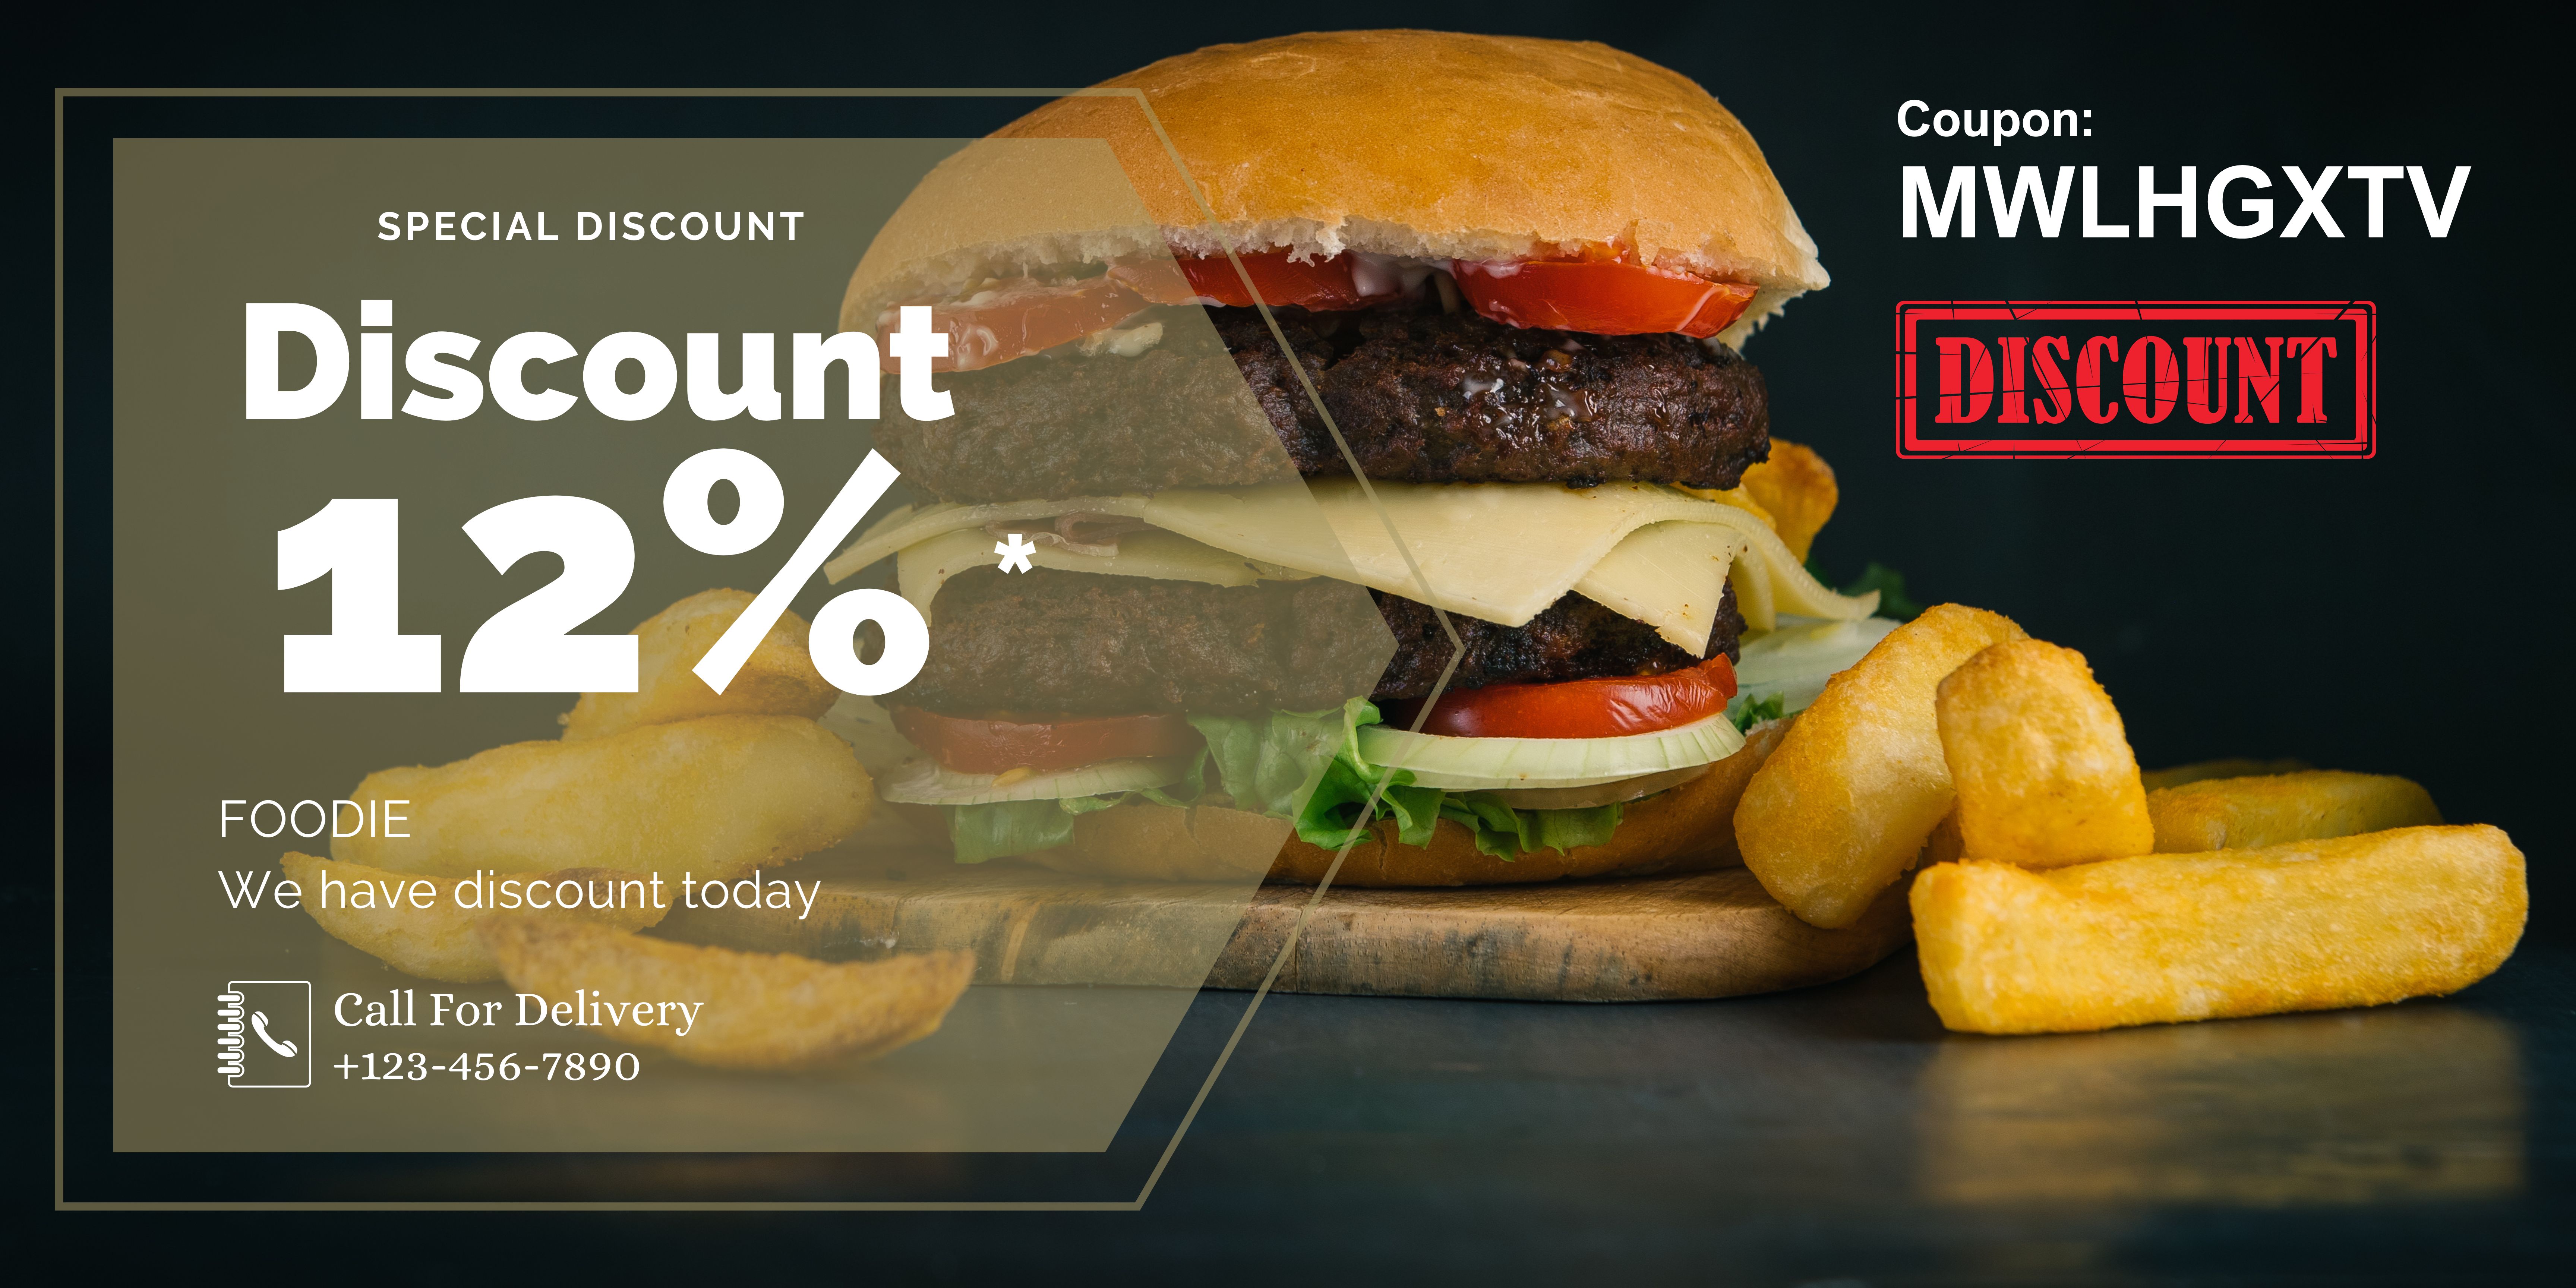 SPECIAL DISCOUNT
Discount
12% *
FOODIE
We have discount today
Call For Delivery
+123-456-7890
Coupon:
MWLHGXTV
DISCOUNT